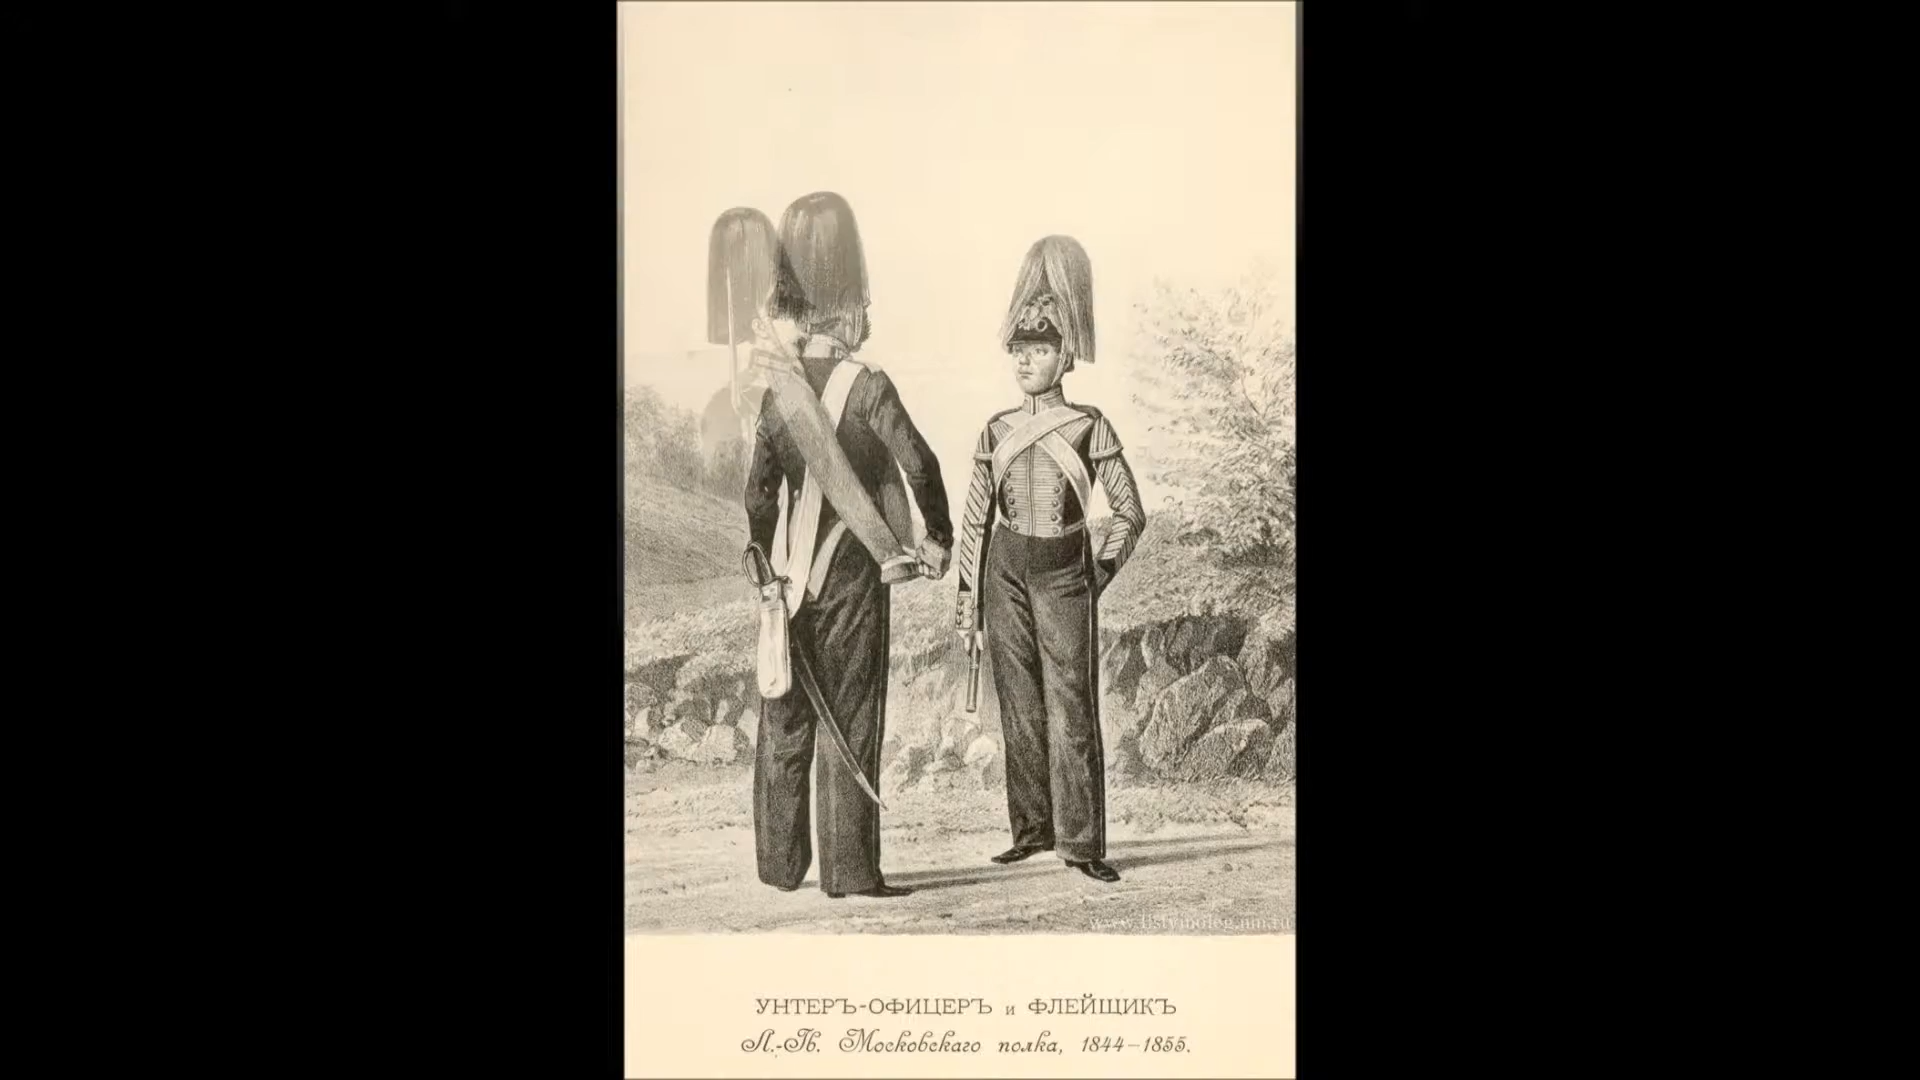 УНТЕРЪ-ОФИЦЕРЪ и ФЛЕЙЩИКЪ
Л.-Гв. Московскаго полка, 1844–1855.